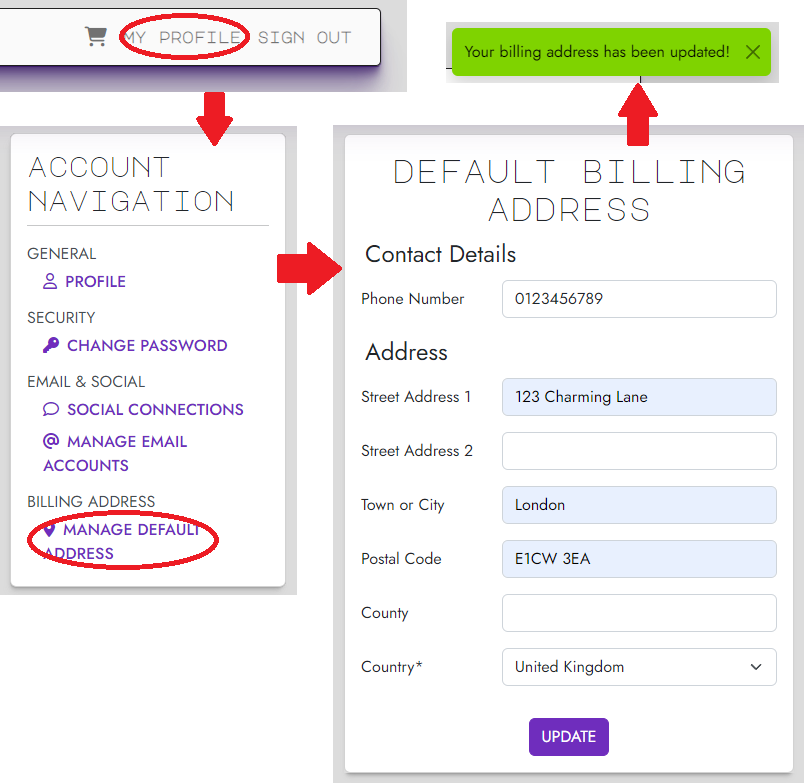 MY PROFILE SIGN OUT
Your billing address has been updated!
ACCOUNT
NAVIGATION
GENERAL
PROFILE
SECURITY
CHANGE PASSWORD
EMAIL & SOCIAL
SOCIAL CONNECTIONS
MANAGE EMAIL
ACCOUNTS
BILLING ADDRESS
MANAGE DEFAULT
ADDRESS
DEFAULT BILLING
ADDRESS
Contact Details
Phone Number 0123456789
Address
Street Address 1 123 Charming Lane
Street Address 2
Town or City London
Postal Code E1CW 3EA
County
Country* United Kingdom
UPDATE